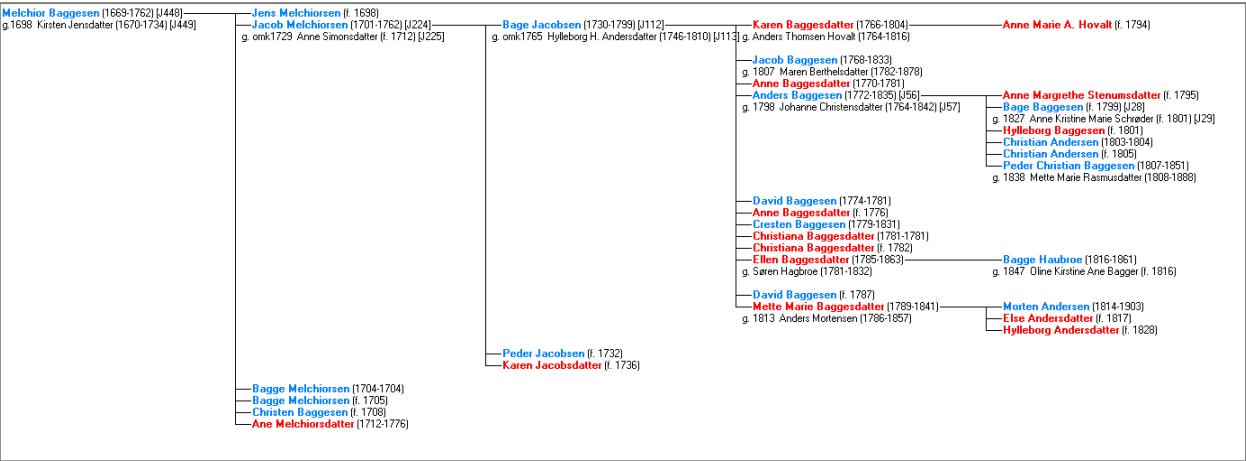 Melchior Baggesen (1669-1762) [J448]
g.1698 Kirsten Jensdatter (1670-1734) [J449]
Jens Melchiorsen (f. 1698)
Jacob Melchiorsen (1701-1762) [J224]
g. omk1729 Anne Simonsdatter (f. 1712) [J225]
Bage Jacobsen (1730-1799) [J112]
g. omk1765 Hylleborg H. Andersdatter (1746-1810) [J113]
Karen Baggesdatter (1766-1804)
g. Anders Thomsen Hovalt (1764-1816)
Anne Marie A. Hovalt (f. 1794)
Jacob Baggesen (1768-1833)
g. 1807 Maren Berthelsdatter (1782-1878)
Anne Baggesdatter (1770-1781)
Anders Baggesen (1772-1835) [J56]
g. 1798 Johanne Christensdatter (1764-1842) [J57]
Anne Margrethe Stenumsdatter (f. 1795)
Bage Baggesen (f. 1799) [J28]
g. 1827 Anne Kristine Marie Schrøder (f. 1801) [J29]
Hylleborg Baggesen (f. 1801)
Christian Andersen (1803-1804)
Christian Andersen (f. 1805)
Peder Christian Baggesen (1807-1851)
g. 1838 Mette Marie Rasmusdatter (1808-1888)
David Baggesen (1774-1781)
Anne Baggesdatter (f. 1776)
Cresten Baggesen (1779-1831)
Christiana Baggesdatter (1781-1781)
Christiana Baggesdatter (f. 1782)
Ellen Baggesdatter (1785-1863)
g. Søren Hagbroe (1781-1832)
Bagge Haubroe (1816-1861)
g. 1847 Oline Kirstine Ane Bagger (f. 1816)
David Baggesen (f. 1787)
Mette Marie Baggesdatter (1789-1841)
g. 1813 Anders Mortensen (1786-1857)
Morten Andersen (1814-1903)
Else Andersdatter (f. 1817)
Hylleborg Andersdatter (f. 1828)
Peder Jacobsen (f. 1732)
Karen Jacobsdatter (f. 1736)
Bagge Melchiorsen (1704-1704)
Bagge Melchiorsen (f. 1705)
Christen Baggesen (f. 1708)
Ane Melchiorsdatter (1712-1776)